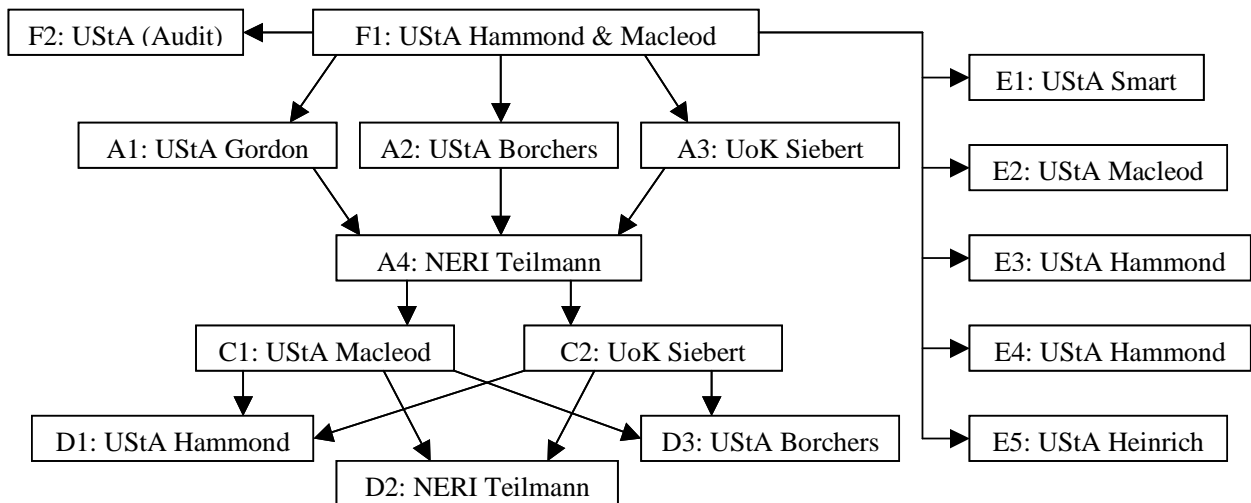 F2: UStA (Audit)
F1: UStA Hammond & Macleod
E1: UStA Smart
A1: UStA Gordon
A2: UStA Borchers
A3: UoK Siebert
E2: UStA Macleod
A4: NERI Teilmann
E3: UStA Hammond
C1: UStA Macleod
C2: UoK Siebert
E4: UStA Hammond
D1: UStA Hammond
D3: UStA Borchers
E5: UStA Heinrich
D2: NERI Teilmann